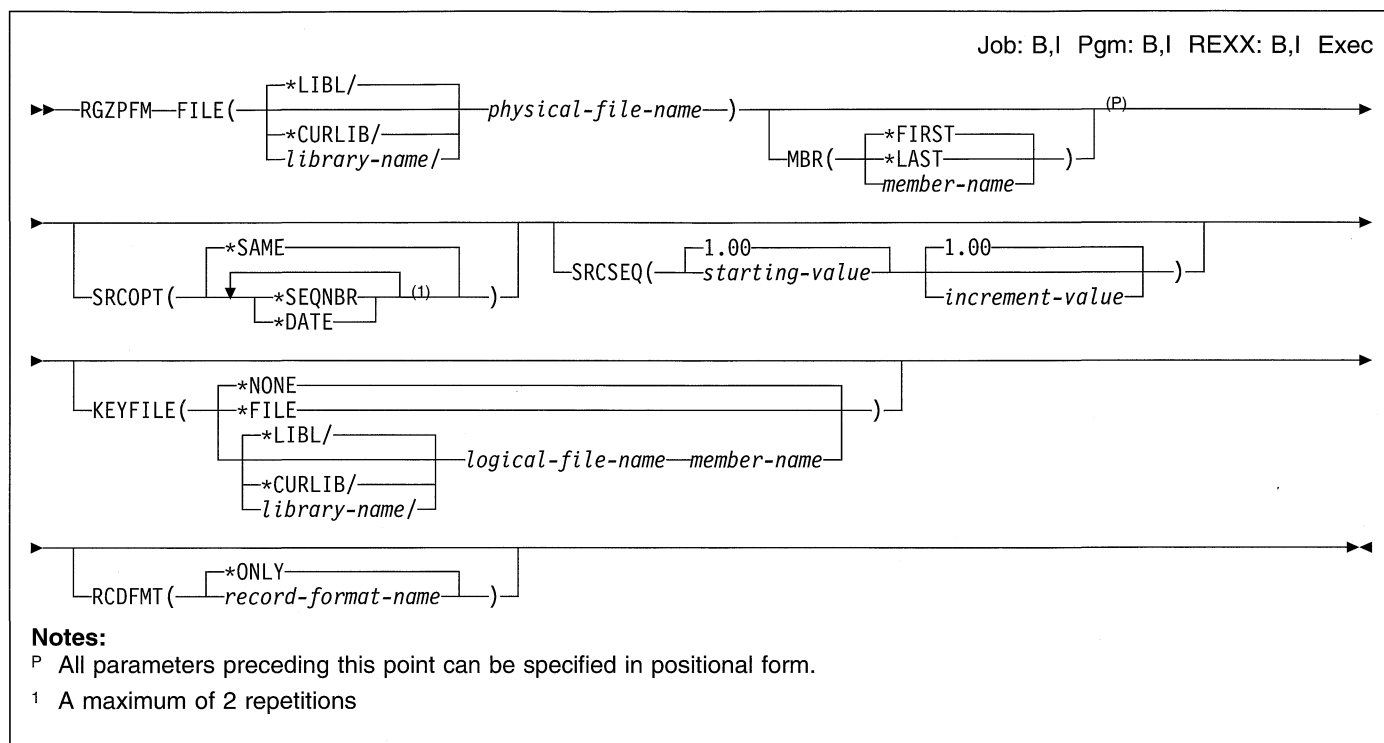 Job: B,I Pgm: B,I REXX: B,I Exec
*LIBL/
RGZPFM FILE( physical-file-name )
*CURLIB/
library-name/
(P)
*FIRST
MBR( *LAST )
member-name
*SAME
SRCOPT( *SEQNBR (1) )
*DATE
1.00 1.00
SRCSEQ( starting-value )
increment-value
*NONE
KEYFILE( *FILE )
*LIBL/
logical-file-name member-name
*CURLIB/
library-name/
*ONLY
RCDFMT( record-format-name )
Notes:
P All parameters preceding this point can be specified in positional form.
1 A maximum of 2 repetitions